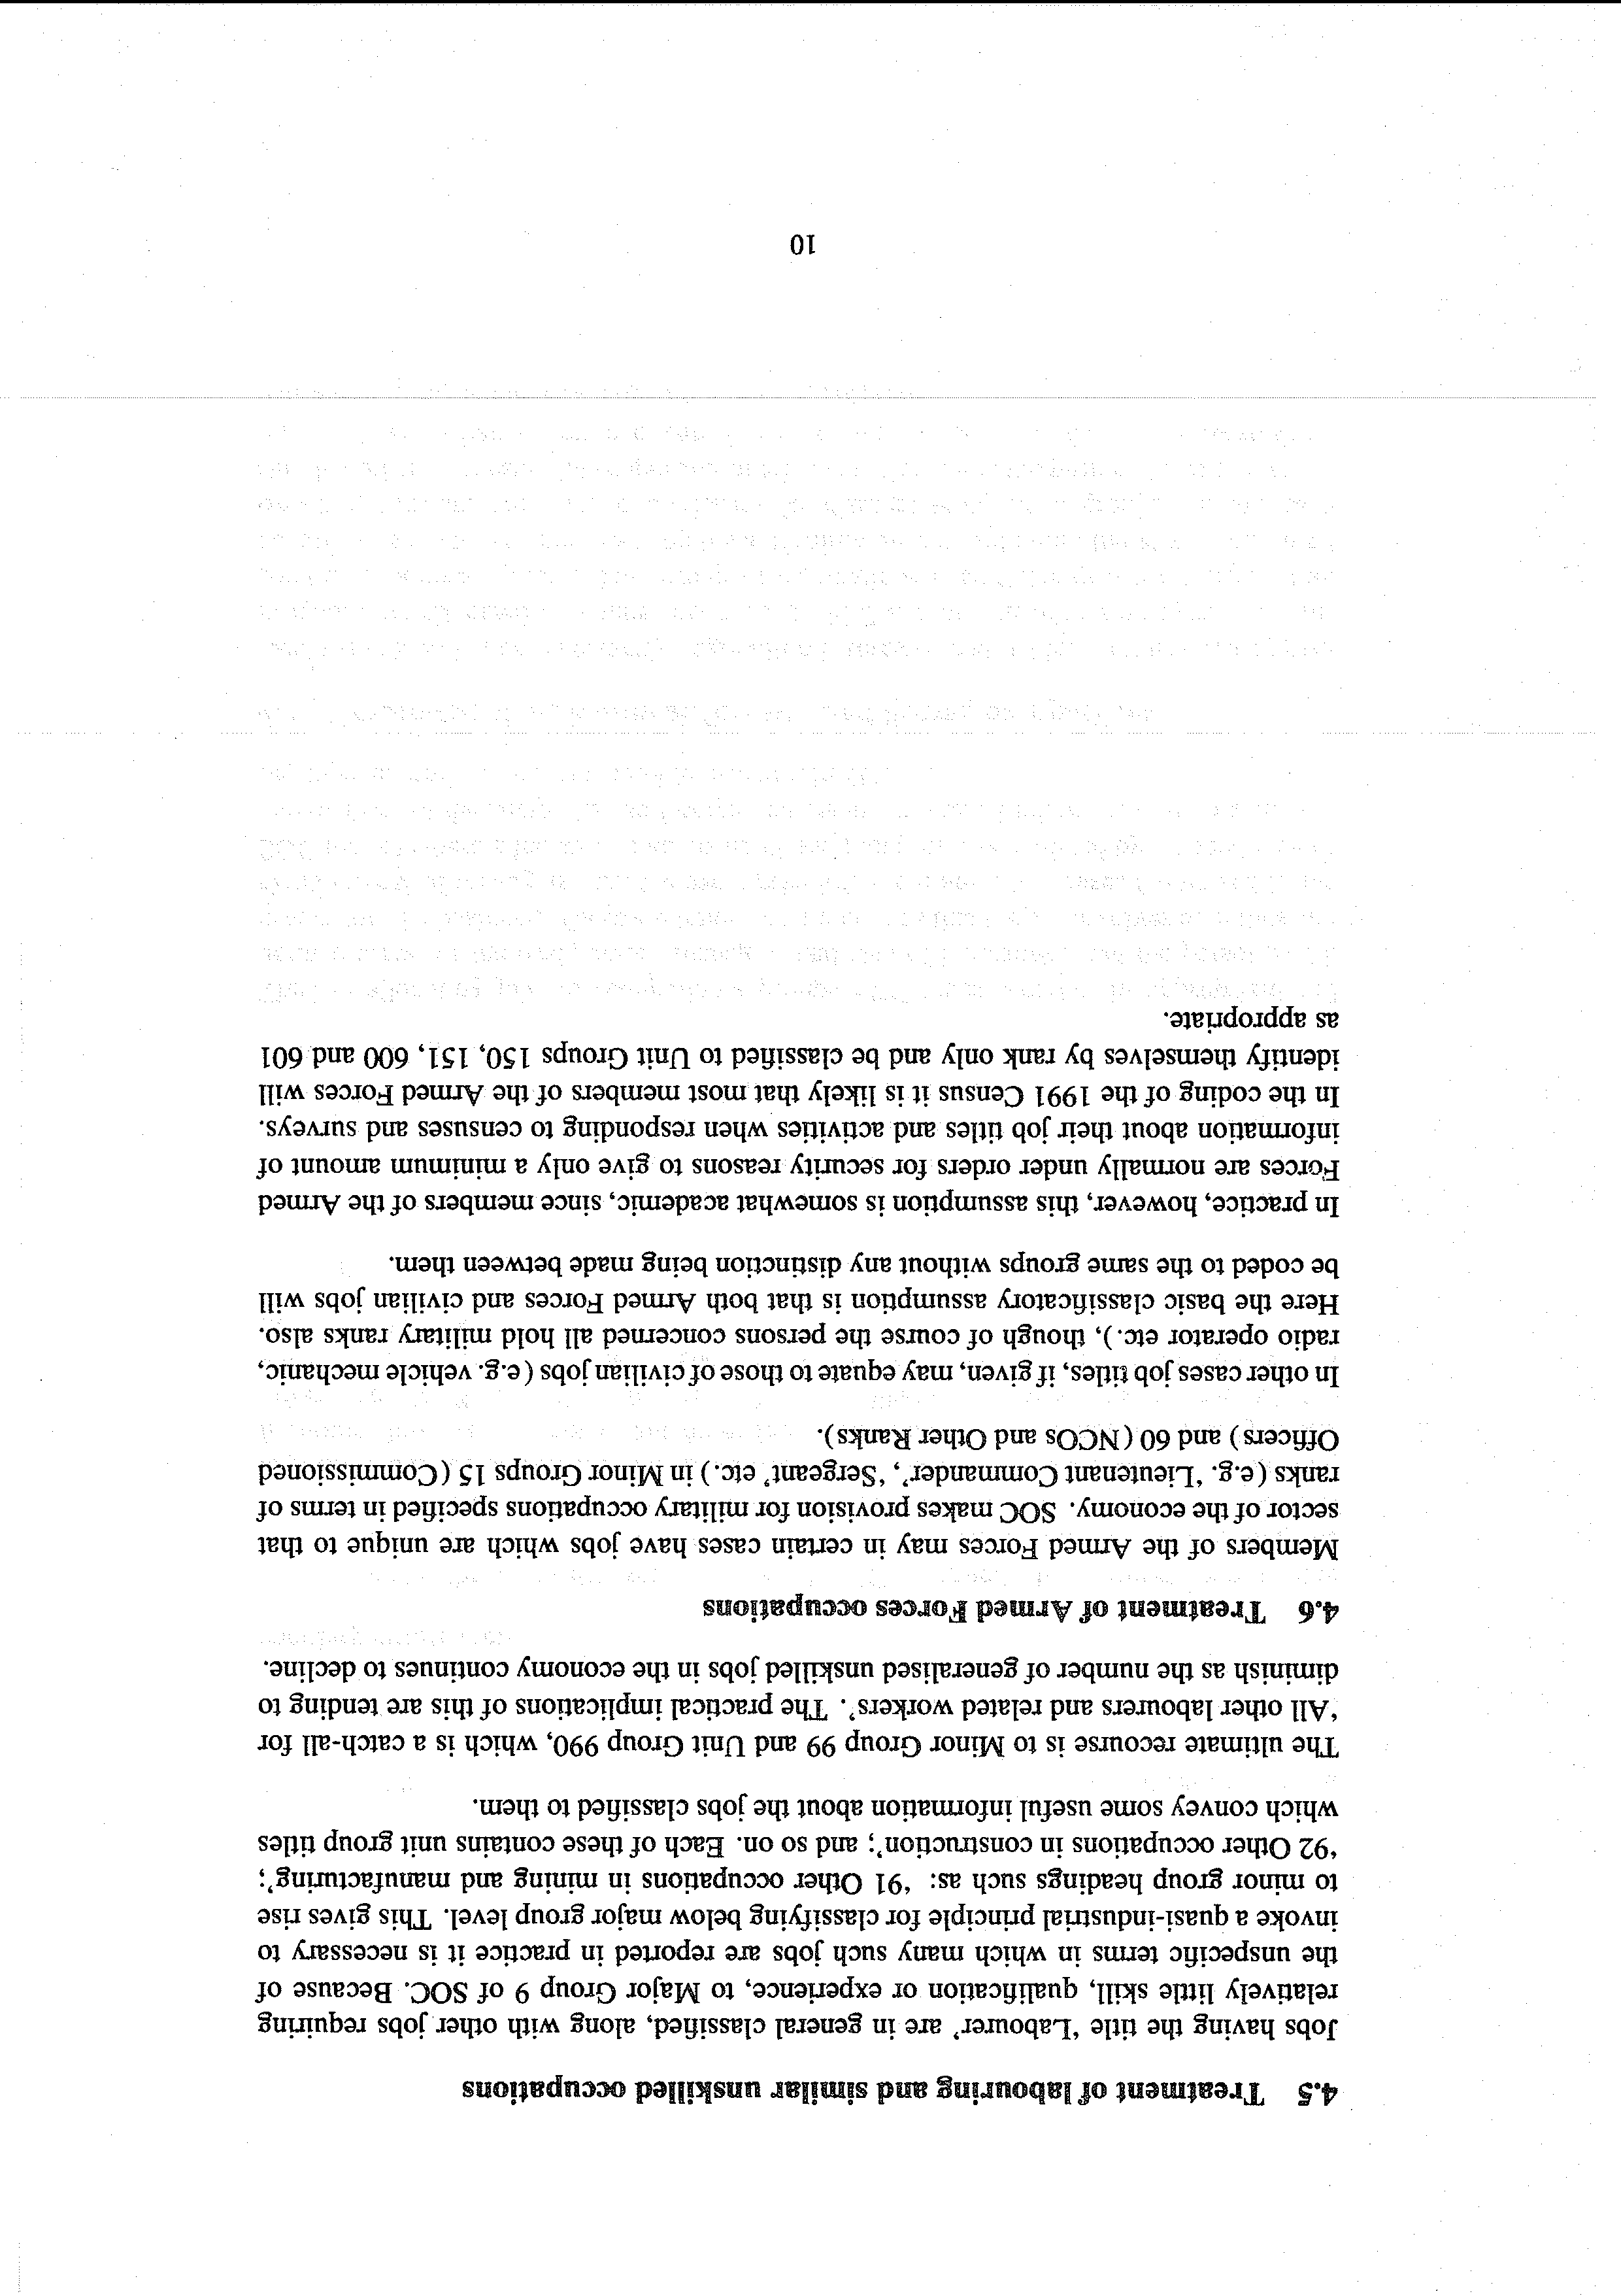 4.5 Treatment of labouring and similar unskilled occupations
Jobs having the title 'Labourer' are in general classified, along with other jobs requiring
relatively little skill, qualification or experience, to Major Group 9 of SOC. Because of
the unspecific terms in which many such jobs are reported in practice it is necessary to
invoke a quasi-industrial principle for classifying below major group level. This gives rise
to minor group headings such as: '91 Other occupations in mining and manufacturing';
'92 Other occupations in construction'; and so on. Each of these contains unit group titles
which convey some useful information about the jobs classified to them.
The ultimate recourse is to Minor Group 99 and Unit Group 990, which is a catch-all for
'All other labourers and related workers'. The practical implications of this are tending to
diminish as the number of generalised unskilled jobs in the economy continues to decline.
4.6 Treatment of Armed Forces occupations
Members of the Armed Forces may in certain cases have jobs which are unique to that
sector of the economy. SOC makes provision for military occupations specified in terms of
ranks (e.g. 'Lieutenant Commander', 'Sergeant' etc.) in Minor Groups 15 (Commissioned
Officers) and 60 (NCOs and Other Ranks).
In other cases job titles, if given, may equate to those of civilian jobs (e.g. vehicle mechanic,
radio operator etc.), though of course the persons concerned all hold military ranks also.
Here the basic classificatory assumption is that both Armed Forces and civilian jobs will
be coded to the same groups without any distinction being made between them.
In practice, however, this assumption is somewhat academic, since members of the Armed
Forces are normally under orders for security reasons to give only a minimum amount of
information about their job titles and activities when responding to censuses and surveys.
In the coding of the 1991 Census it is likely that most members of the Armed Forces will
identify themselves by rank only and be classified to Unit Groups 150, 151, 600 and 601
as appropriate.
10